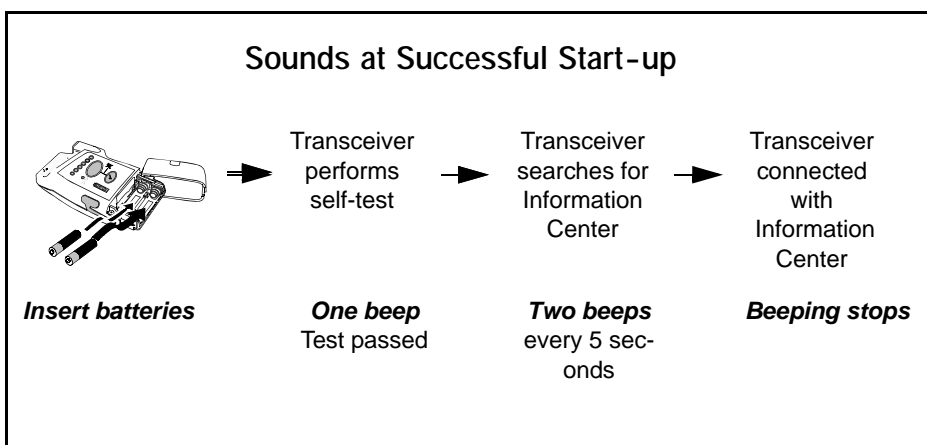 Sounds at Successful Start-up
Insert batteries
Transceiver
performs
self-test
One beep
Test passed
Transceiver
searches for
Information
Center
Two beeps
every 5 sec-
onds
Transceiver
connected
with
Information
Center
Beeping stops